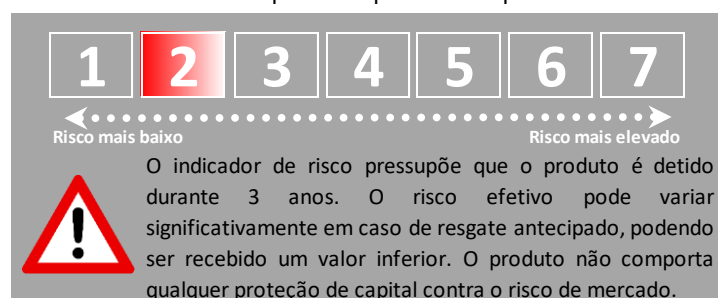 1 2 3 4 5 6 7
Risco mais baixo Risco mais elevado
O indicador de risco pressupõe que o produto é detido
durante 3 anos. O risco efetivo pode variar
significativamente em caso de resgate antecipado, podendo
ser recebido um valor inferior. O produto não comporta
qualquer proteção de capital contra o risco de mercado.